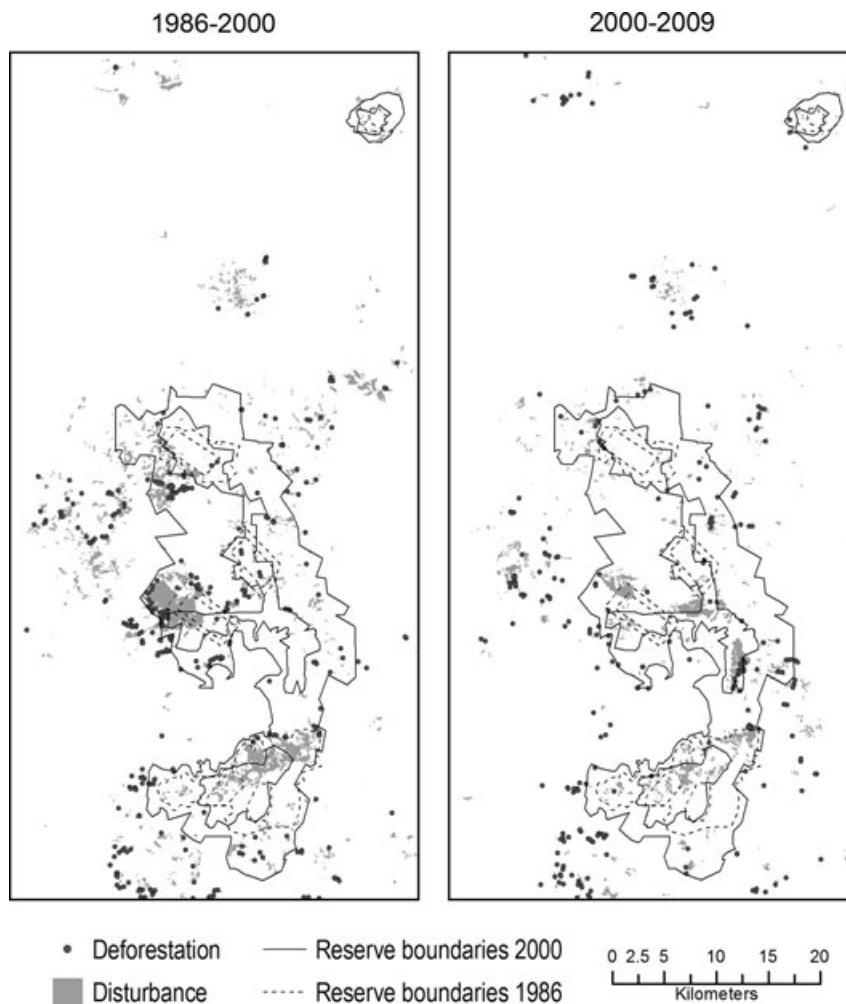 1986-2000 2000-2009
Deforestation Reserve boundaries 2000
Disturbance Reserve boundaries 1986
0 2.5 5 10 15 20
Kilometers